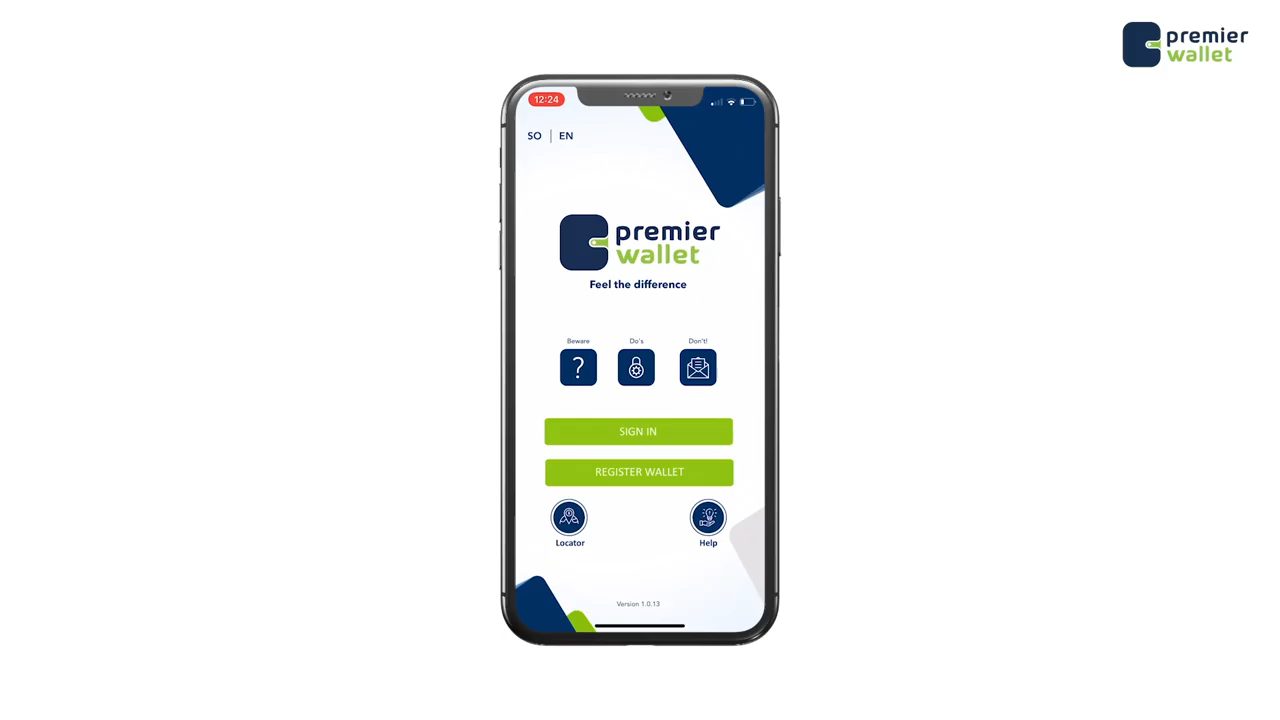 premier
wallet
12:24
SO | EN
premier
wallet
Feel the difference
Beware
Do's
Don't!
SIGN IN
REGISTER WALLET
Locator
Help
Version 1.0.13